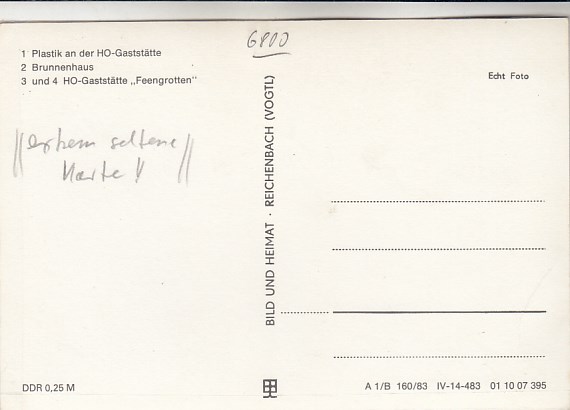 6800
1 Plastik an der HO-Gaststätte
2 Brunnenhaus
3 und 4 HO-Gaststätte „Feengrotten"
Echt Foto
extrem seltene
Karte!
BILD UND HEIMAT · REICHENBACH (VOGTL)
DDR 0,25 M
A 1/B 160/83 IV-14-483 01 10 07 395